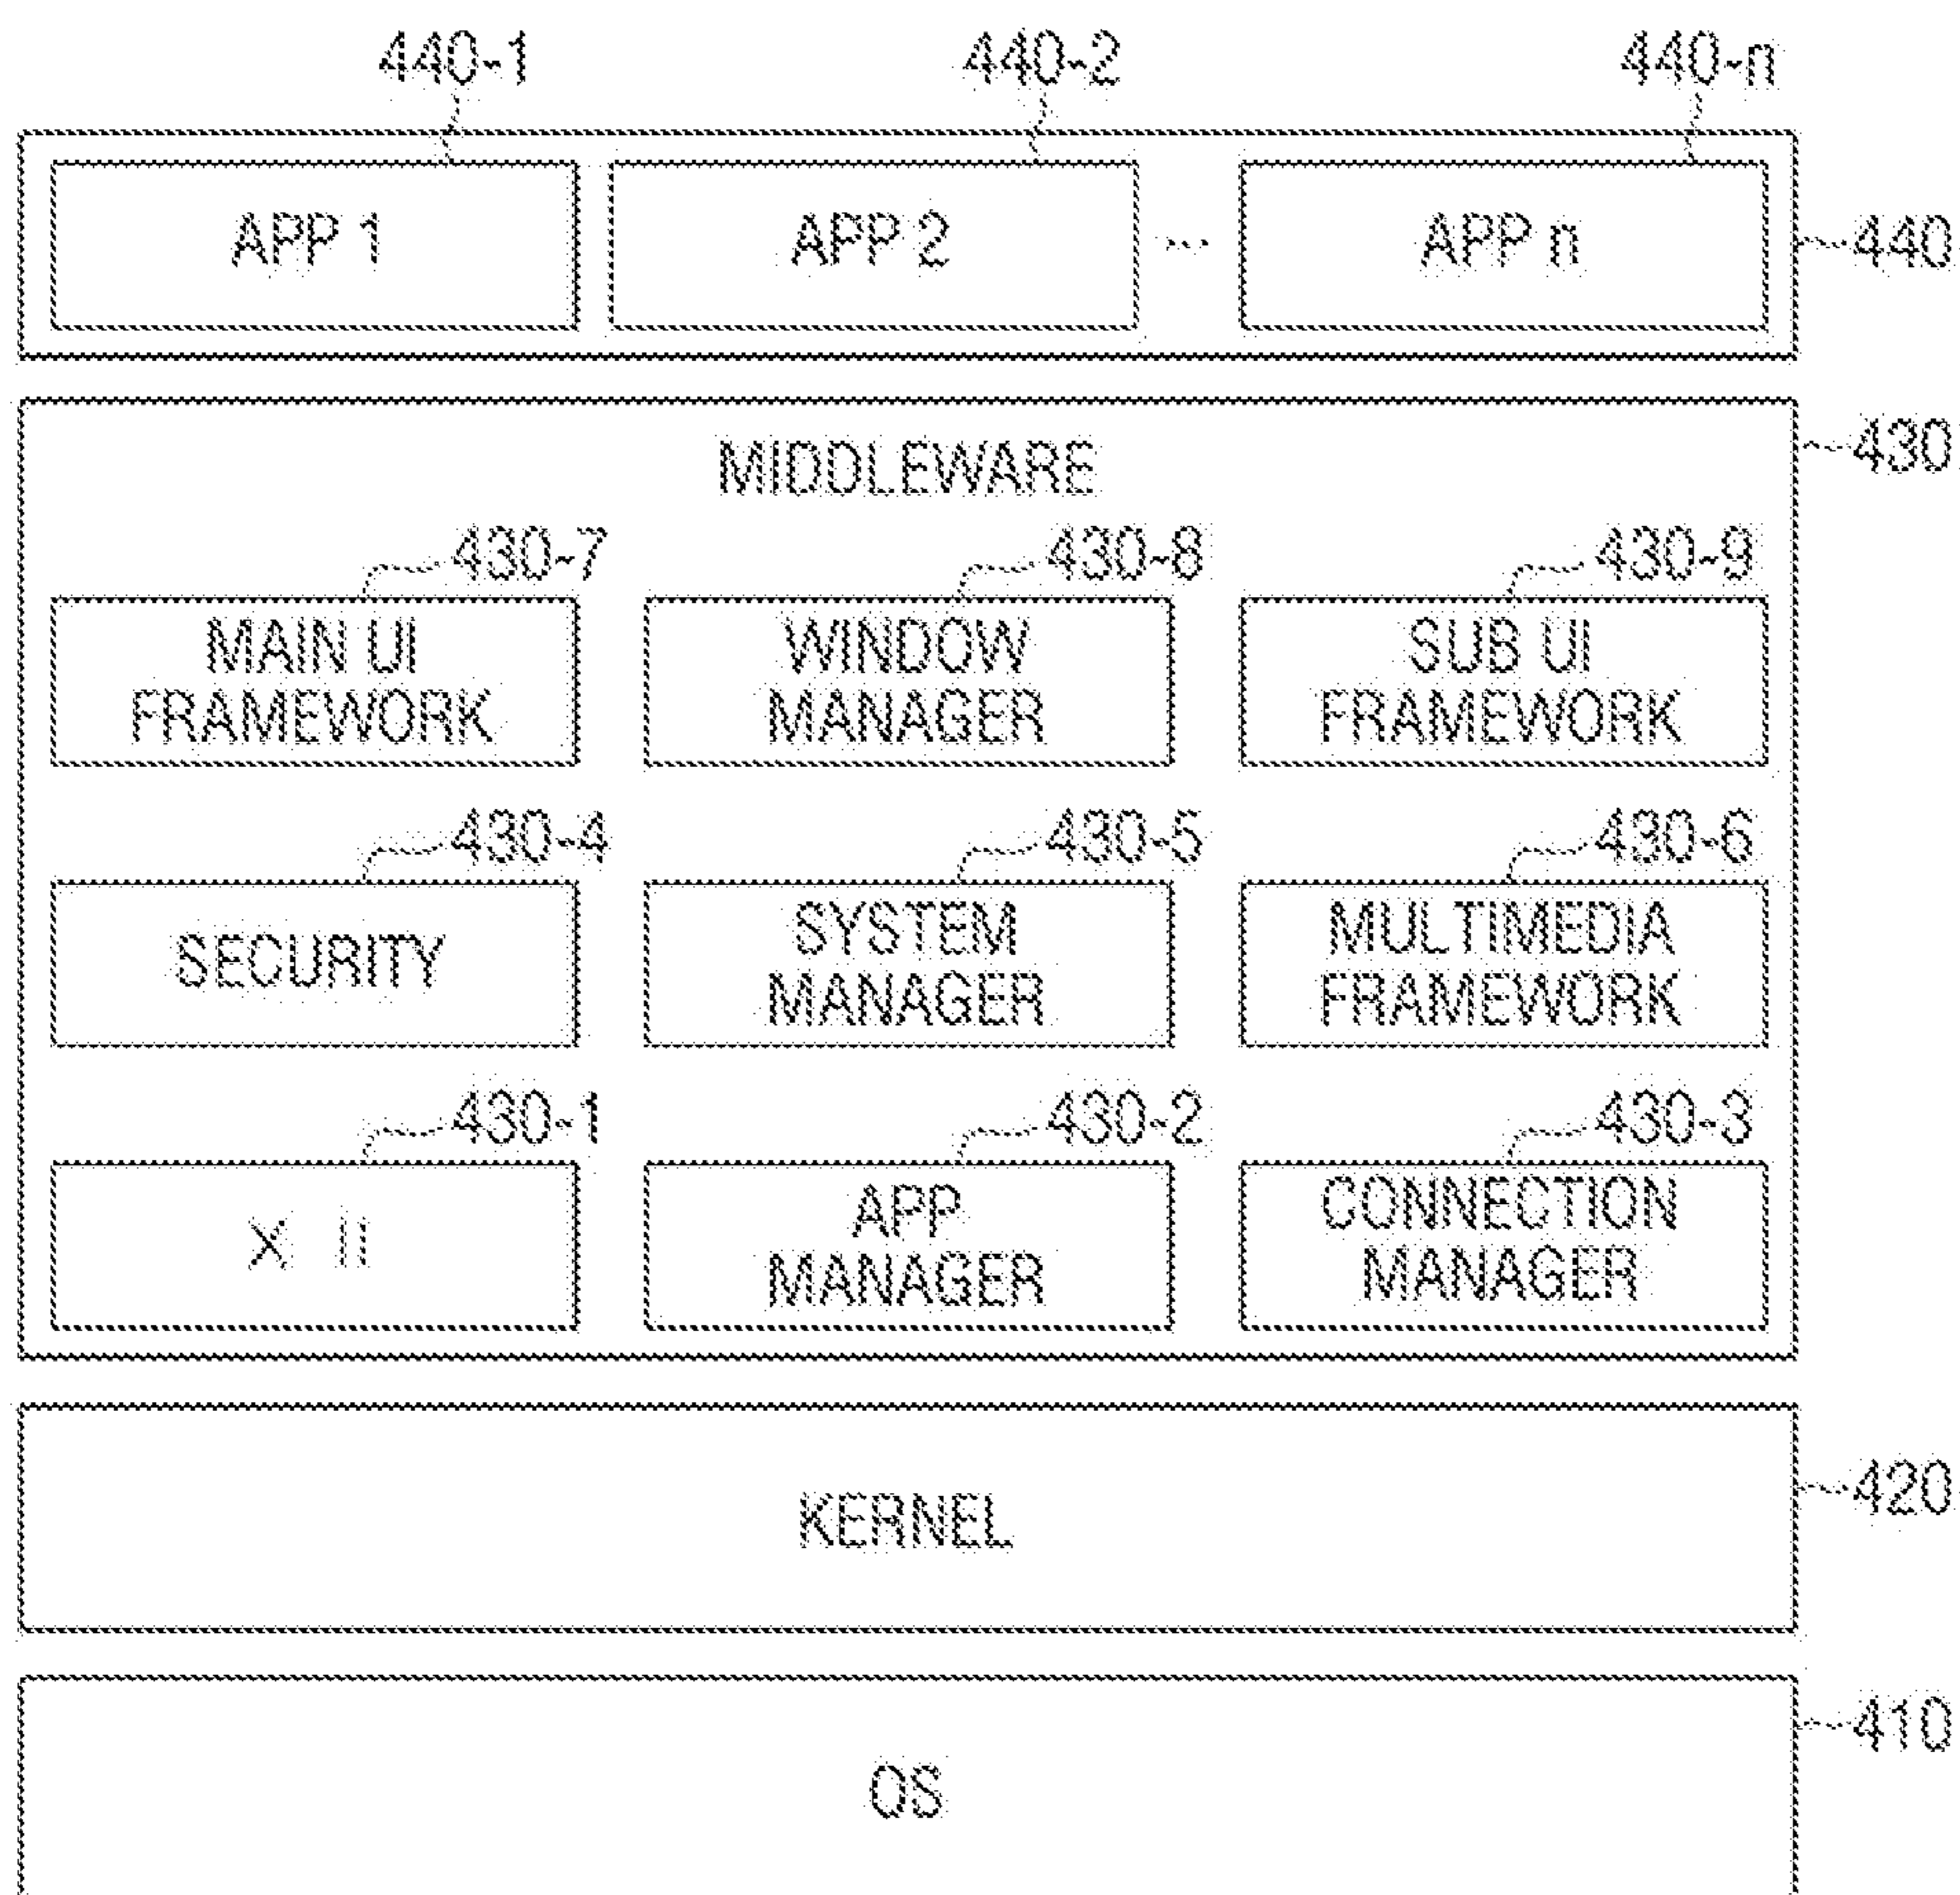 440-1 440-2 440-n
APP 1 APP 2 ... APP n 440
430
MIDDLEWARE
430-7 430-8 430-9
MAIN UI WINDOW SUB UI
FRAMEWORK MANAGER FRAMEWORK
430-4 430-5 430-6
SECURITY SYSTEM MULTIMEDIA
MANAGER FRAMEWORK
430-1 430-2 430-3
X 11 APP CONNECTION
MANAGER MANAGER
420
KERNEL
410
OS